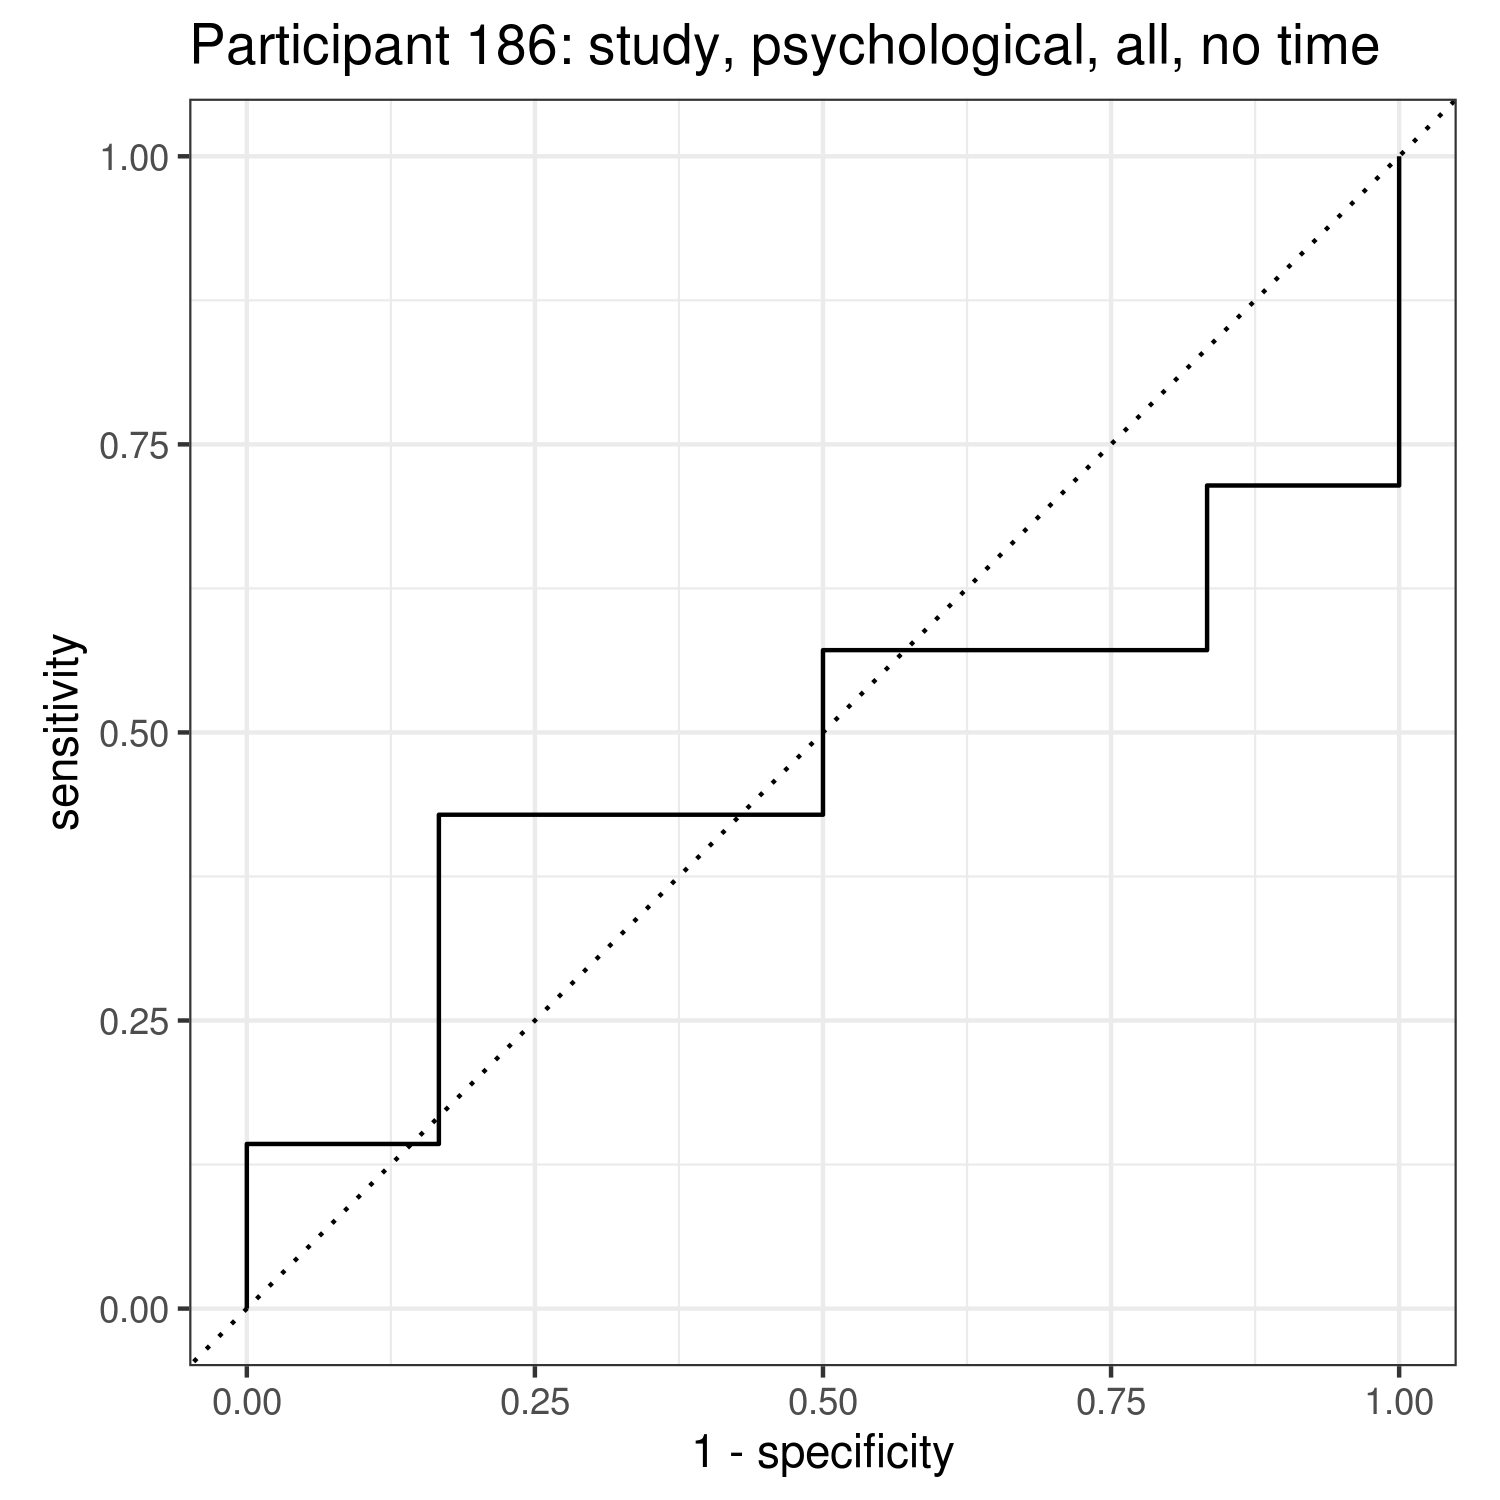 Participant 186: study, psychological, all, no time
1.00
0.75
0.50
0.25
0.00
sensitivity
0.00 0.25 0.50 0.75 1.00
1 - specificity